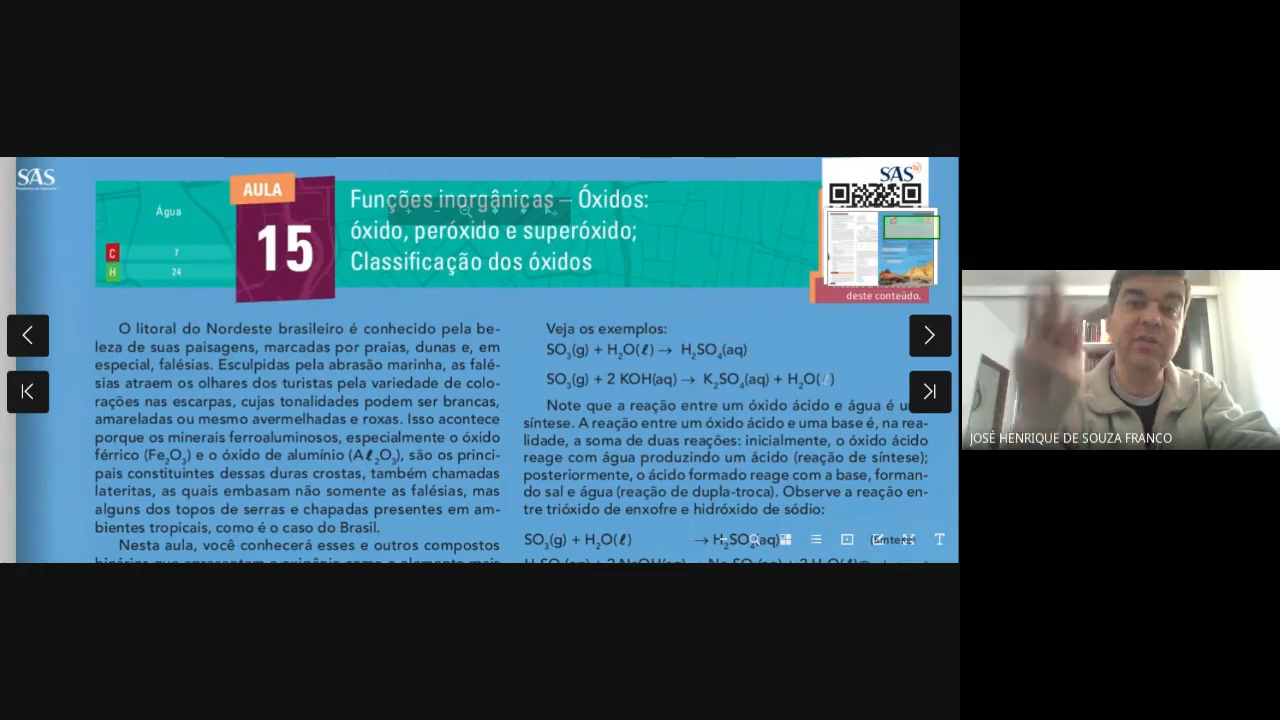 SAS
Água
C 7
H 24
AULA
15
Funções inorgânicas – Óxidos:
óxido, peróxido e superóxido;
Classificação dos óxidos
SAS
deste conteúdo.
O litoral do Nordeste brasileiro é conhecido pela be-
leza de suas paisagens, marcadas por praias, dunas e, em
especial, falésias. Esculpidas pela abrasão marinha, as falé-
sias atraem os olhares dos turistas pela variedade de colo-
rações nas escarpas, cujas tonalidades podem ser brancas,
amareladas ou mesmo avermelhadas e roxas. Isso acontece
porque os minerais ferroaluminosos, especialmente o óxido
férrico (Fe₂O₃) e o óxido de alumínio (Aℓ₂O₃), são os princi-
pais constituintes dessas duras crostas, também chamadas
lateritas, as quais embasam não somente as falésias, mas
alguns dos topos de serras e chapadas presentes em am-
bientes tropicais, como é o caso do Brasil.
Nesta aula, você conhecerá esses e outros compostos
Veja os exemplos:
SO₃(g) + H₂O(ℓ) → H₂SO₄(aq)
SO₃(g) + 2 KOH(aq) → K₂SO₄(aq) + H₂O(ℓ)
Note que a reação entre um óxido ácido e água é
síntese. A reação entre um óxido ácido e uma base é, na rea-
lidade, a soma de duas reações: inicialmente, o óxido ácido
reage com água produzindo um ácido (reação de síntese);
posteriormente, o ácido formado reage com a base, forman-
do sal e água (reação de dupla-troca). Observe a reação en-
tre trióxido de enxofre e hidróxido de sódio:
SO₃(g) + H₂O(ℓ) → H₂SO₄(aq) (Síntese)
JOSÉ HENRIQUE DE SOUZA FRANCO